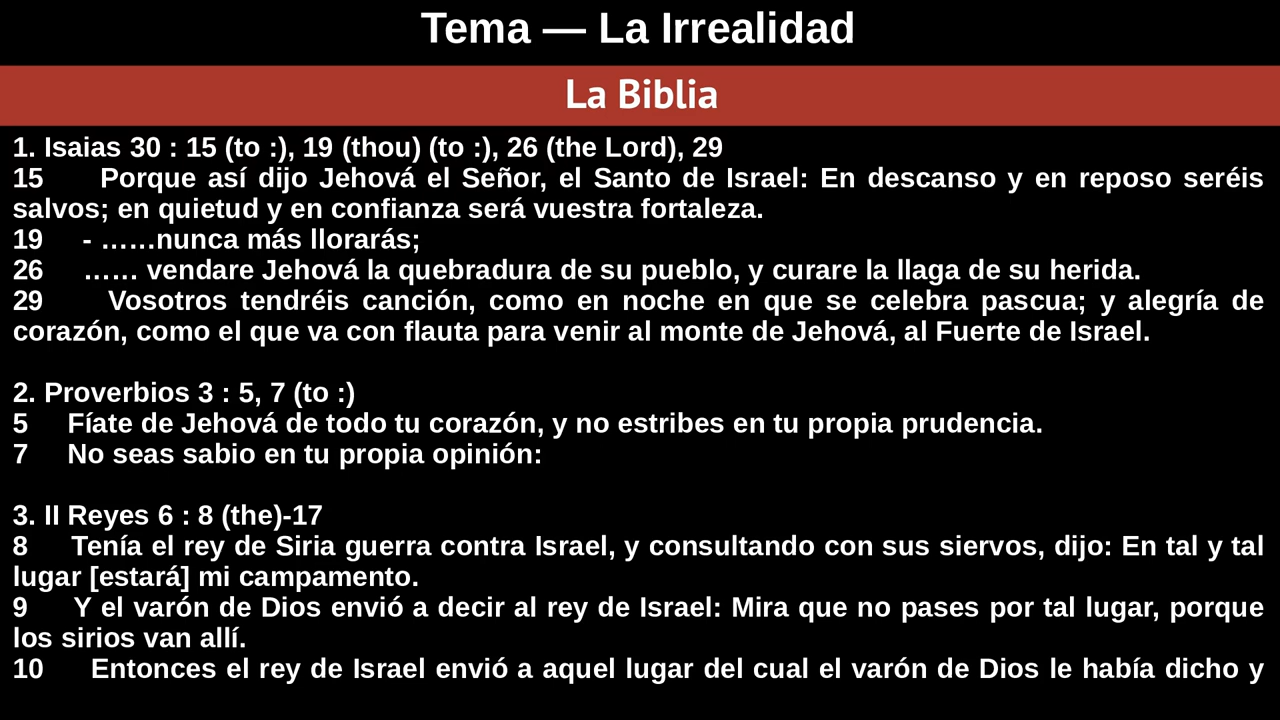 Tema — La Irrealidad
La Biblia
1. Isaias 30 : 15 (to :), 19 (thou) (to :), 26 (the Lord), 29
15 Porque así dijo Jehová el Señor, el Santo de Israel: En descanso y en reposo seréis
salvos; en quietud y en confianza será vuestra fortaleza.
19 - ……nunca más llorarás;
26 …… vendare Jehová la quebradura de su pueblo, y curare la llaga de su herida.
29 Vosotros tendréis canción, como en noche en que se celebra pascua; y alegría de
corazón, como el que va con flauta para venir al monte de Jehová, al Fuerte de Israel.
2. Proverbios 3 : 5, 7 (to :)
5 Fíate de Jehová de todo tu corazón, y no estribes en tu propia prudencia.
7 No seas sabio en tu propia opinión:
3. II Reyes 6 : 8 (the)-17
8 Tenía el rey de Siria guerra contra Israel, y consultando con sus siervos, dijo: En tal y tal
lugar [estará] mi campamento.
9 Y el varón de Dios envió a decir al rey de Israel: Mira que no pases por tal lugar, porque
los sirios van allí.
10 Entonces el rey de Israel envió a aquel lugar del cual el varón de Dios le había dicho y